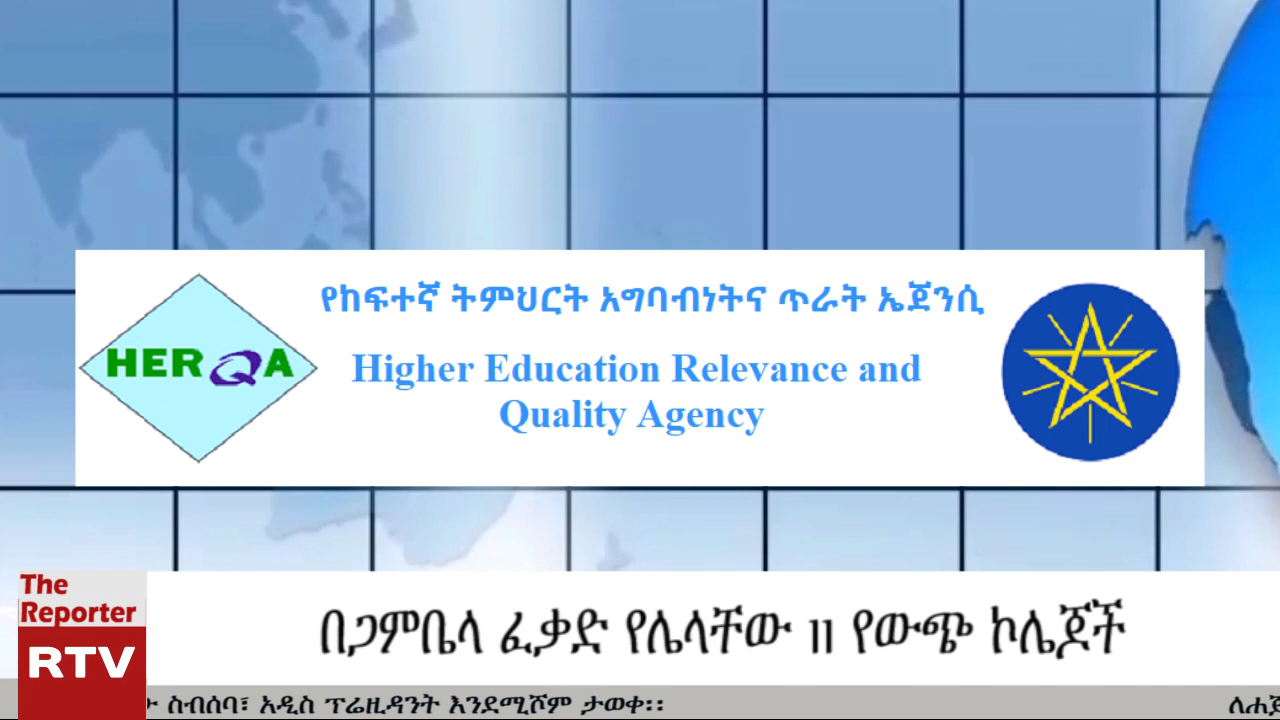 የከፍተኛ ትምህርት አግባብነትና ጥራት ኤጀንሲ
HERQA
Higher Education Relevance and
Quality Agency
The
Reporter
RTV
በጋምቤላ ፈቃድ የሌላቸው 11 የውጭ ኮሌጆች
ስብሰባ፣ አዲስ ፕሬዚዳንት እንደሚሾም ታወቀ፡፡